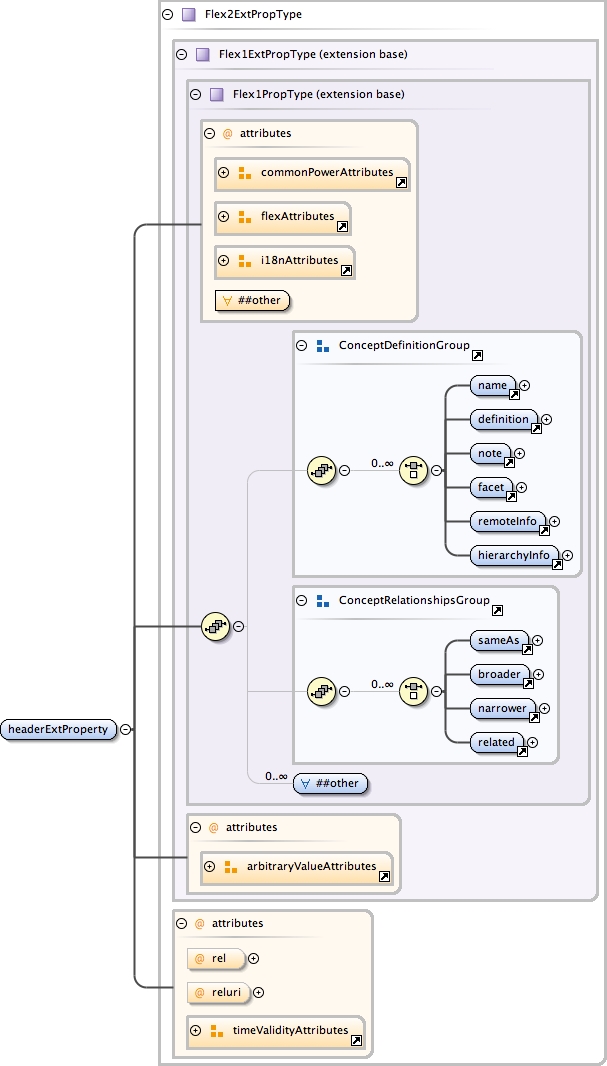 Flex2ExtPropType
Flex1ExtPropType (extension base)
Flex1PropType (extension base)
@ attributes
commonPowerAttributes
flexAttributes
i18nAttributes
##other
ConceptDefinitionGroup
name
definition
note
0..∞
facet
remoteInfo
hierarchyInfo
ConceptRelationshipsGroup
sameAs
broader
0..∞
narrower
related
headerExtProperty
0..∞
##other
@ attributes
arbitraryValueAttributes
@ attributes
@ rel
@ reluri
timeValidityAttributes